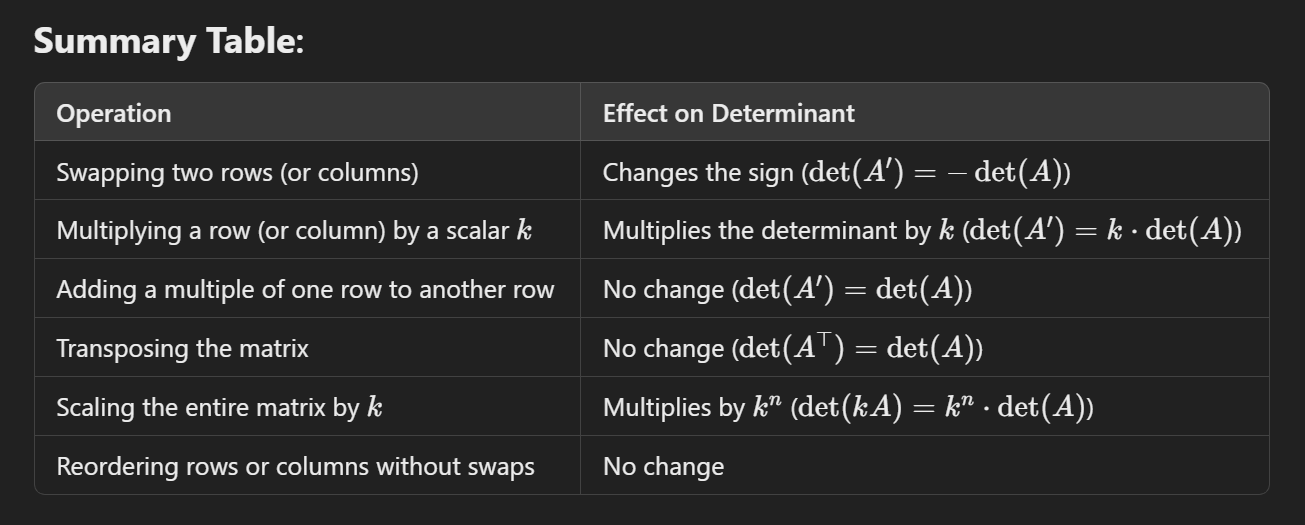 Summary Table:
Operation Effect on Determinant
Swapping two rows (or columns) Changes the sign (det(A′) = − det(A))
Multiplying a row (or column) by a scalar k Multiplies the determinant by k (det(A′) = k · det(A))
Adding a multiple of one row to another row No change (det(A′) = det(A))
Transposing the matrix No change (det(A⊤) = det(A))
Scaling the entire matrix by k Multiplies by kⁿ (det(kA) = kⁿ · det(A))
Reordering rows or columns without swaps No change